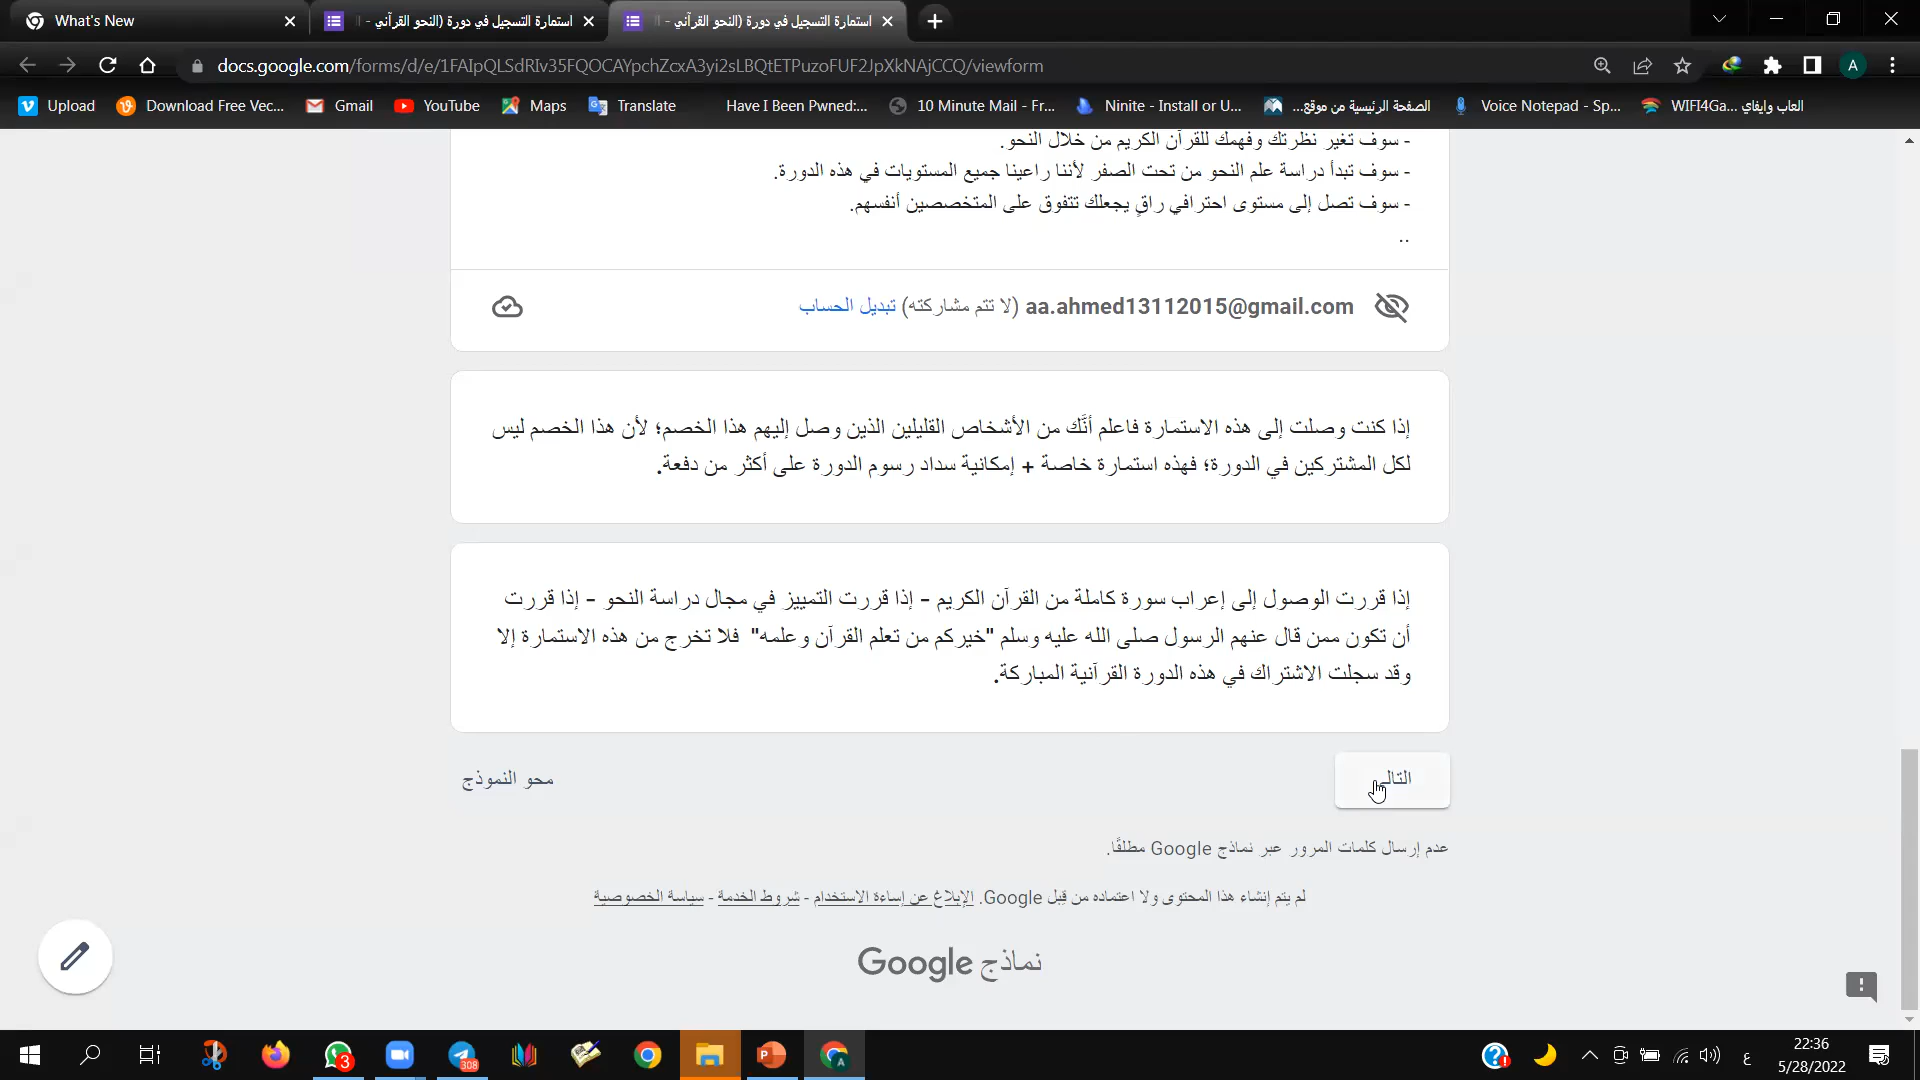 What's New
استمارة التسجيل في دورة (النحو القرآني -
استمارة التسجيل في دورة (النحو القرآني - ا
docs.google.com/forms/d/e/1FAIpQLSdRIv35FQOCAYpchZcxA3yi2sLBQtETPuzoFUF2JpXkNAjCCQ/viewform
A
Upload
Download Free Vec...
Gmail
YouTube
Maps
Translate
Have I Been Pwned:...
10 Minute Mail - Fr...
Ninite - Install or U...
الصفحة الرئيسية من موقع...
Voice Notepad - Sp...
العاب وايفاي ...WIFI4Ga
- سوف تغير نظرتك وفهمك للقرآن الكريم من خلال النحو.
- سوف تبدأ دراسة علم النحو من تحت الصفر لأننا راعينا جميع المستويات في هذه الدورة.
- سوف تصل إلى مستوى احترافي راقٍ يجعلك تتفوق على المتخصصين أنفسهم.
..
aa.ahmed13112015@gmail.com (لا تتم مشاركته) تبديل الحساب
إذا كنت وصلت إلى هذه الاستمارة فاعلم أنَّك من الأشخاص القليلين الذين وصل إليهم هذا الخصم؛ لأن هذا الخصم ليس
لكل المشتركين في الدورة؛ فهذه استمارة خاصة + إمكانية سداد رسوم الدورة على أكثر من دفعة.
إذا قررت الوصول إلى إعراب سورة كاملة من القرآن الكريم - إذا قررت التمييز في مجال دراسة النحو - إذا قررت
أن تكون ممن قال عنهم الرسول صلى الله عليه وسلم "خيركم من تعلم القرآن وعلمه" فلا تخرج من هذه الاستمارة إلا
وقد سجلت الاشتراك في هذه الدورة القرآنية المباركة.
التالي
محو النموذج
عدم إرسال كلمات المرور عبر نماذج Google مطلقًا.
لم يتم إنشاء هذا المحتوى ولا اعتماده من قِبل Google. الإبلاغ عن إساءة الاستخدام - شروط الخدمة - سياسة الخصوصية
نماذج Google
3
308
P
A
ع
22:36
5/28/2022